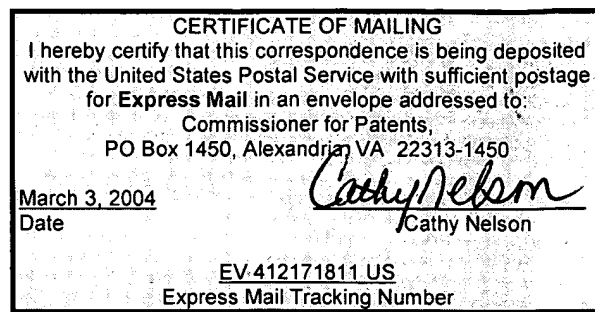 CERTIFICATE OF MAILING
I hereby certify that this correspondence is being deposited
with the United States Postal Service with sufficient postage
for Express Mail in an envelope addressed to:
Commissioner for Patents,
PO Box 1450, Alexandria, VA 22313-1450
Cathy Nelson
March 3, 2004
Date Cathy Nelson
EV 412171811 US
Express Mail Tracking Number